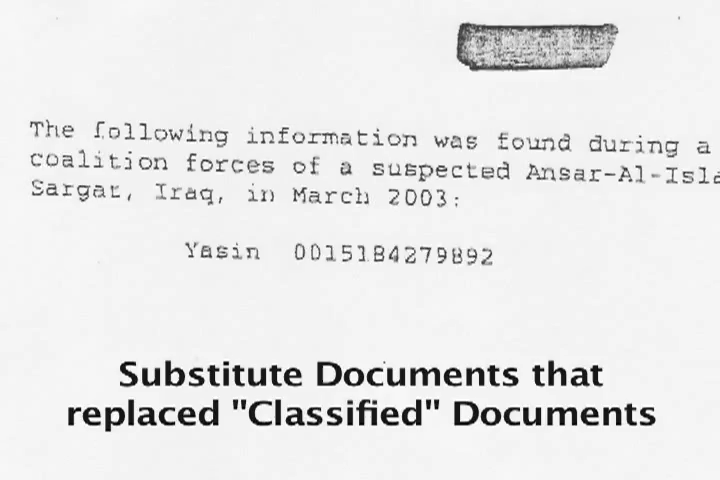 The following information was found during a
coalition forces of a suspected Ansar-Al-Isla
Sargat, Iraq, in March 2003:
Yasin 0015184279892
Substitute Documents that
replaced "Classified" Documents